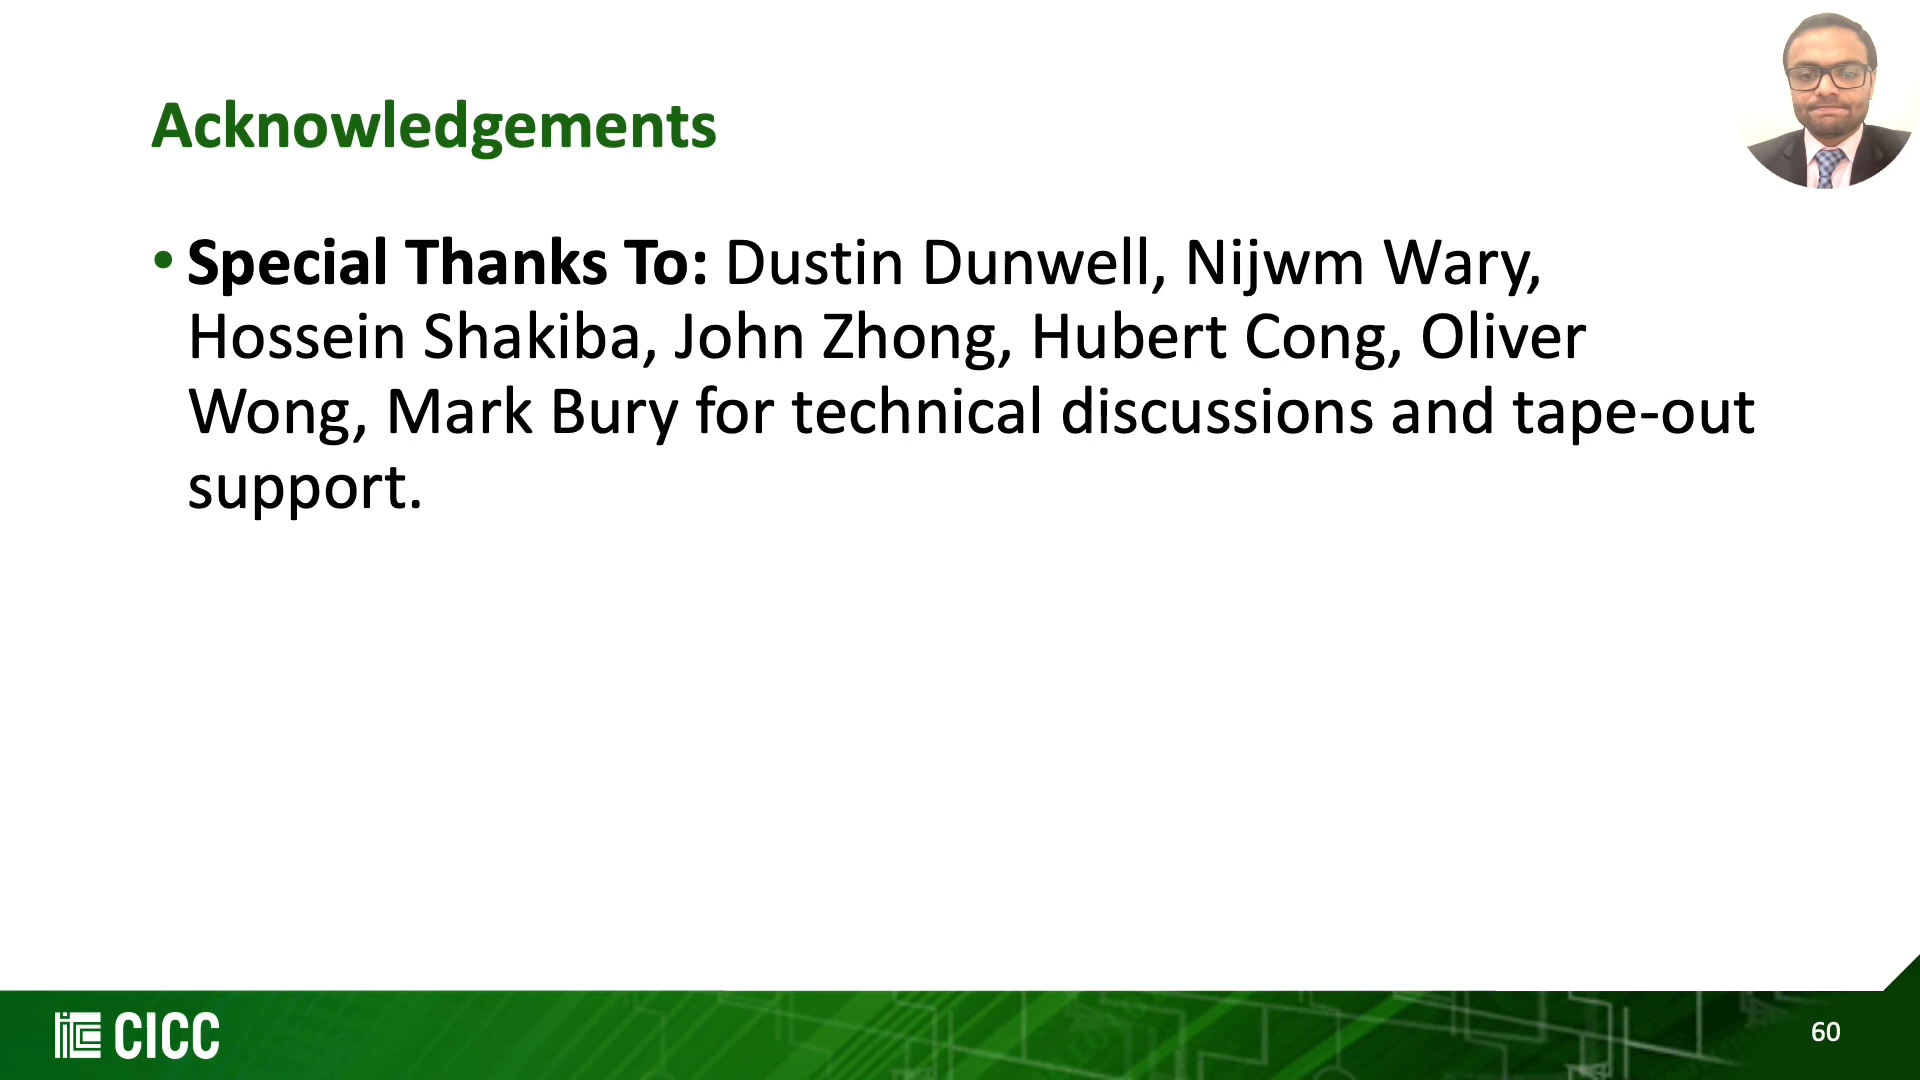 Acknowledgements
• Special Thanks To: Dustin Dunwell, Nijwm Wary,
Hossein Shakiba, John Zhong, Hubert Cong, Oliver
Wong, Mark Bury for technical discussions and tape-out
support.
CICC
60